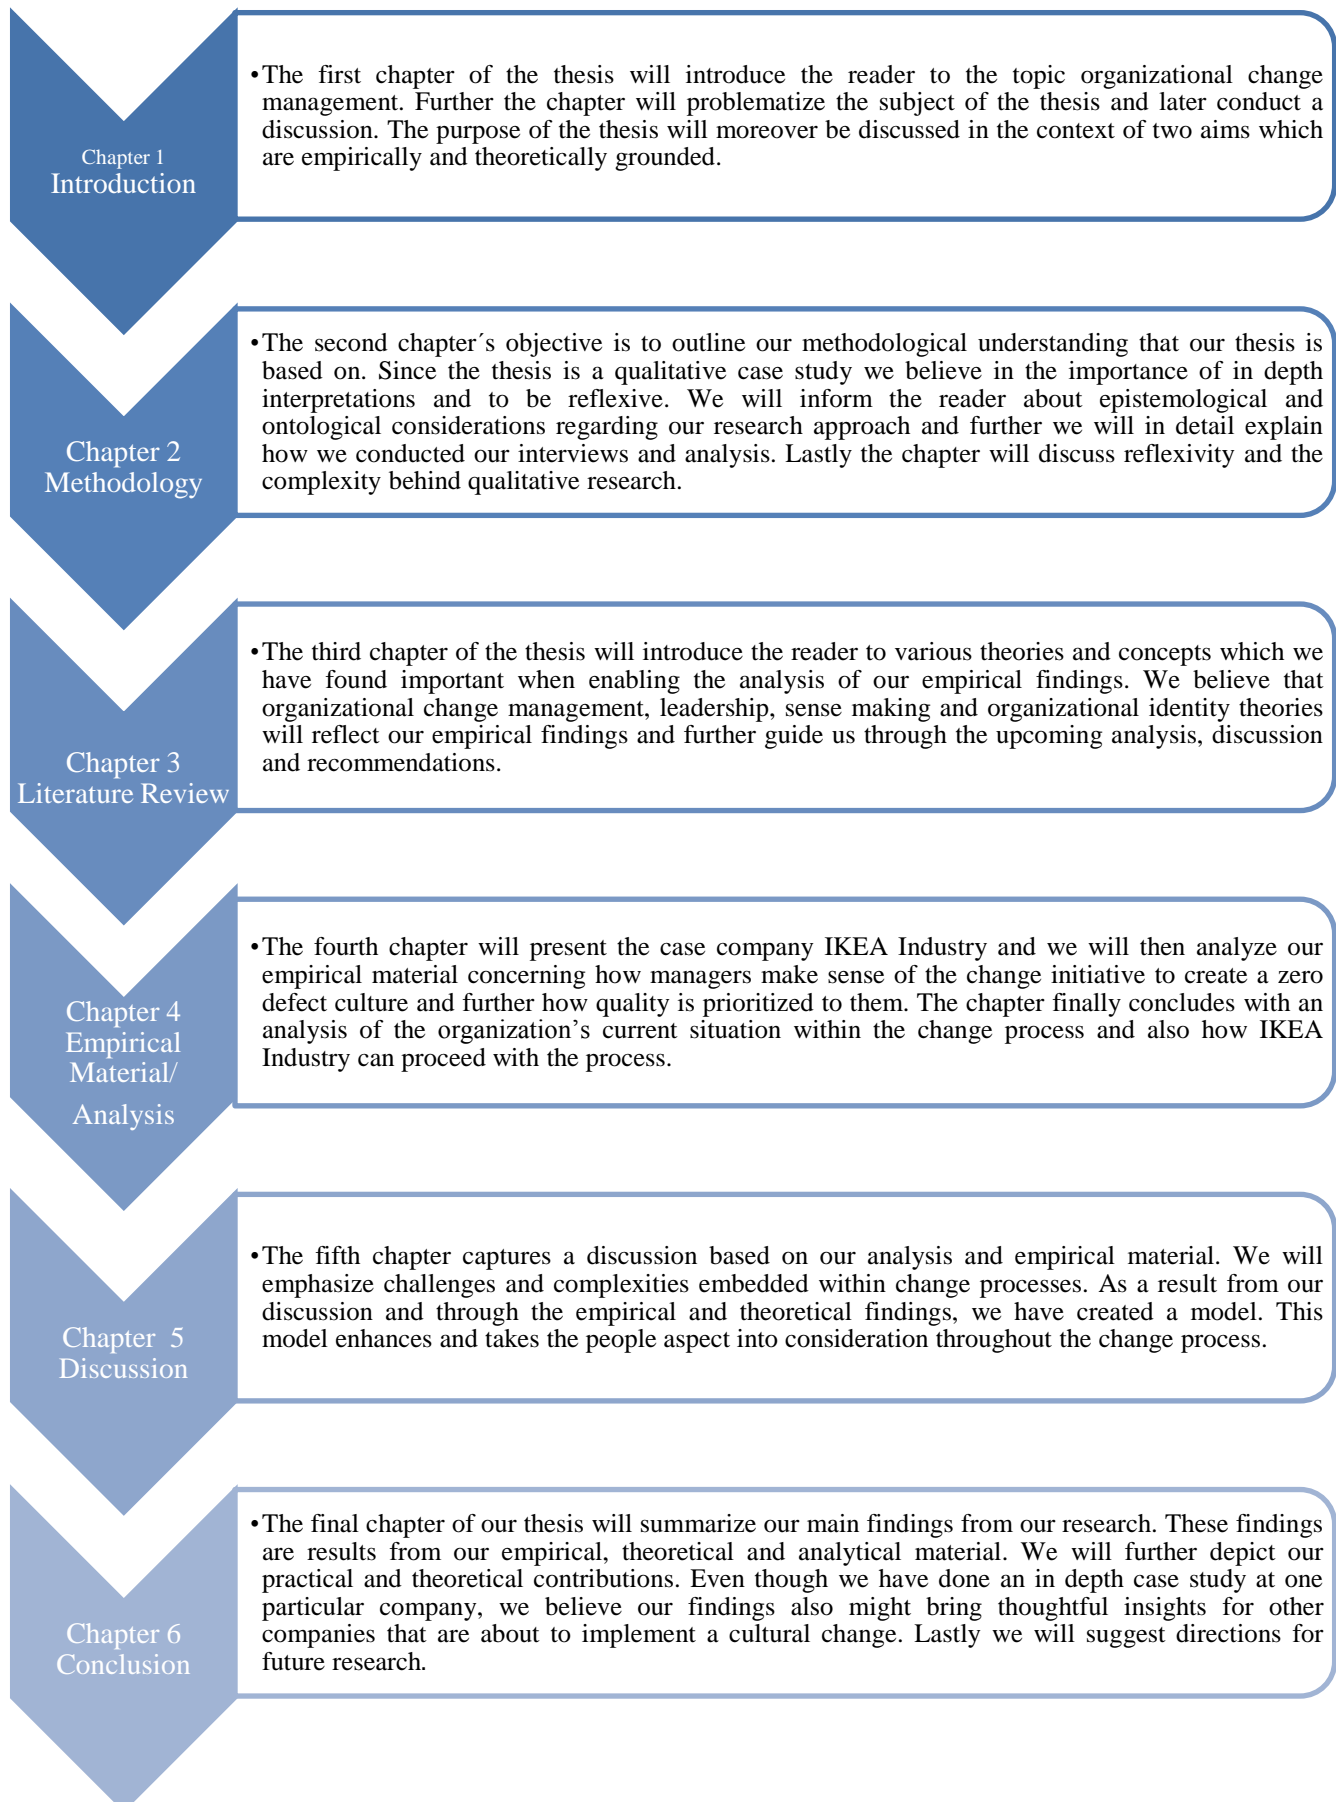 Chapter 1
Introduction
•The first chapter of the thesis will introduce the reader to the topic organizational change
management. Further the chapter will problematize the subject of the thesis and later conduct a
discussion. The purpose of the thesis will moreover be discussed in the context of two aims which
are empirically and theoretically grounded.
Chapter 2
Methodology
•The second chapter´s objective is to outline our methodological understanding that our thesis is
based on. Since the thesis is a qualitative case study we believe in the importance of in depth
interpretations and to be reflexive. We will inform the reader about epistemological and
ontological considerations regarding our research approach and further we will in detail explain
how we conducted our interviews and analysis. Lastly the chapter will discuss reflexivity and the
complexity behind qualitative research.
Chapter 3
Literature Review
•The third chapter of the thesis will introduce the reader to various theories and concepts which we
have found important when enabling the analysis of our empirical findings. We believe that
organizational change management, leadership, sense making and organizational identity theories
will reflect our empirical findings and further guide us through the upcoming analysis, discussion
and recommendations.
Chapter 4
Empirical
Material/
Analysis
•The fourth chapter will present the case company IKEA Industry and we will then analyze our
empirical material concerning how managers make sense of the change initiative to create a zero
defect culture and further how quality is prioritized to them. The chapter finally concludes with an
analysis of the organization’s current situation within the change process and also how IKEA
Industry can proceed with the process.
Chapter 5
Discussion
•The fifth chapter captures a discussion based on our analysis and empirical material. We will
emphasize challenges and complexities embedded within change processes. As a result from our
discussion and through the empirical and theoretical findings, we have created a model. This
model enhances and takes the people aspect into consideration throughout the change process.
Chapter 6
Conclusion
•The final chapter of our thesis will summarize our main findings from our research. These findings
are results from our empirical, theoretical and analytical material. We will further depict our
practical and theoretical contributions. Even though we have done an in depth case study at one
particular company, we believe our findings also might bring thoughtful insights for other
companies that are about to implement a cultural change. Lastly we will suggest directions for
future research.